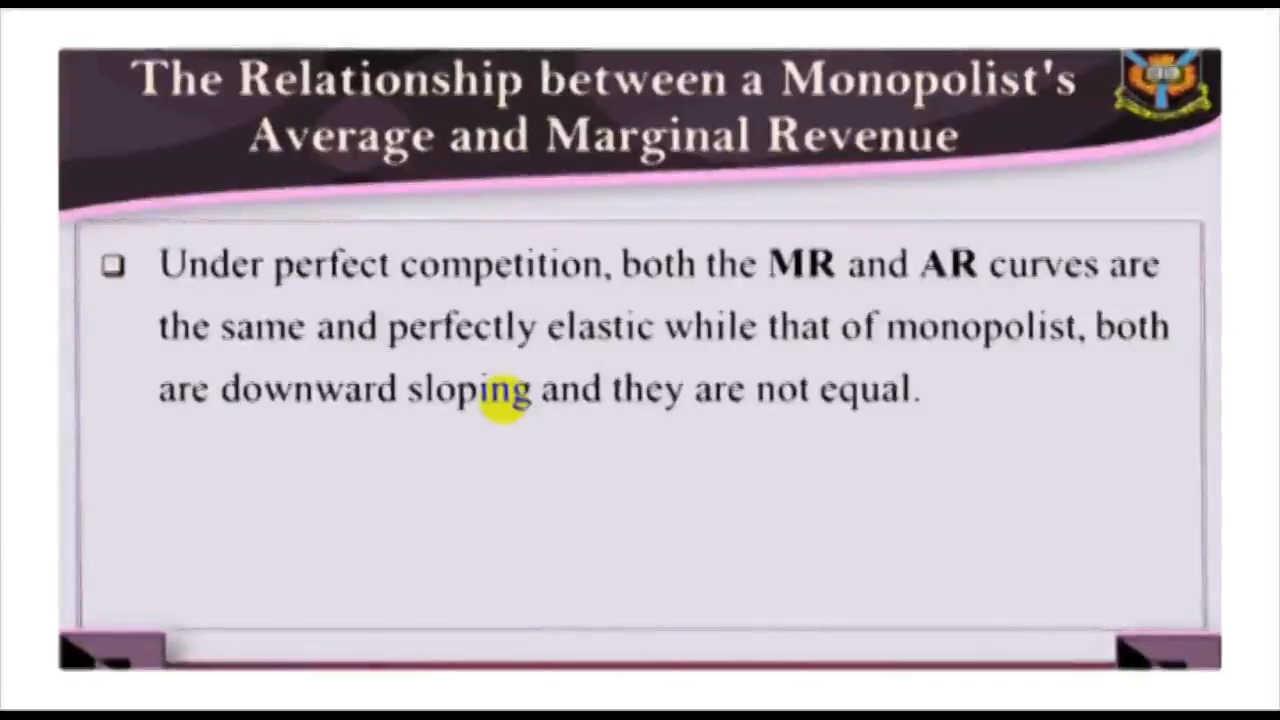 The Relationship between a Monopolist's
Average and Marginal Revenue
❑ Under perfect competition, both the MR and AR curves are
the same and perfectly elastic while that of monopolist, both
are downward sloping and they are not equal.